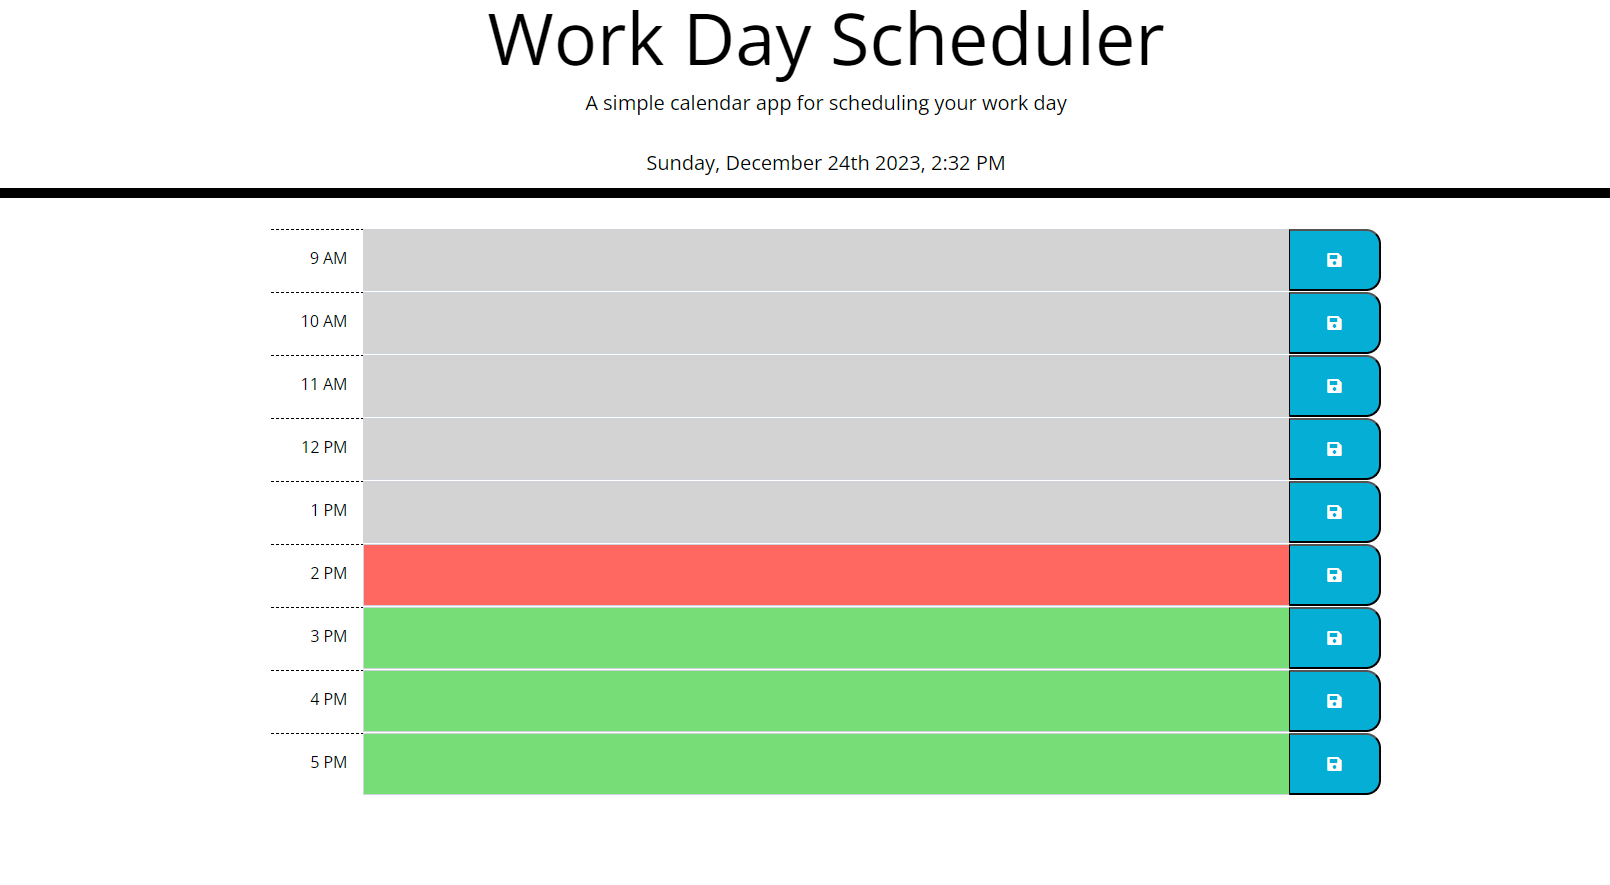 Work Day Scheduler
A simple calendar app for scheduling your work day
Sunday, December 24th 2023, 2:32 PM
9 AM
10 AM
11 AM
12 PM
1 PM
2 PM
3 PM
4 PM
5 PM